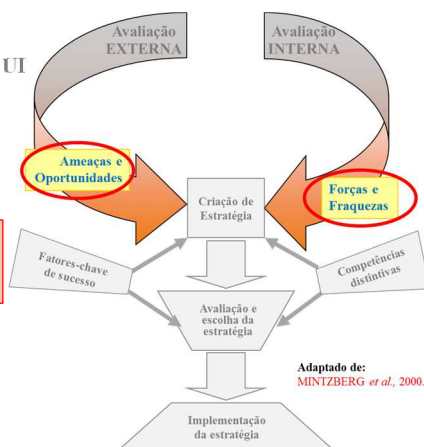 Avaliação
EXTERNA
Avaliação
INTERNA
UI
Ameaças e
Oportunidades
Forças e
Fraquezas
Criação de
Estratégia
Fatores-chave
de sucesso
Competências
distintivas
Avaliação e
escolha da
estratégia
Adaptado de:
MINTZBERG et al., 2000.
Implementação
da estratégia